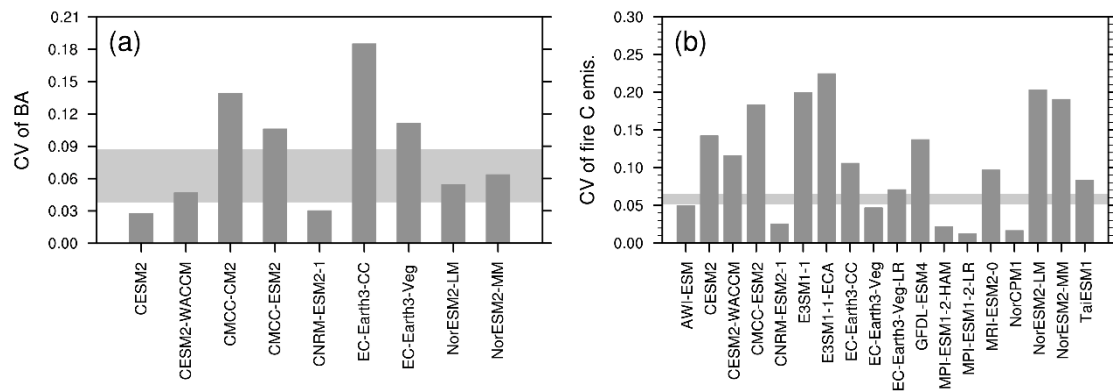 (a)
CV of BA
0.21
0.18
0.15
0.12
0.09
0.06
0.03
0.00
CESM2
CESM2-WACCM
CMCC-CM2
CMCC-ESM2
CNRM-ESM2-1
EC-Earth3-CC
EC-Earth3-Veg
NorESM2-LM
NorESM2-MM
(b)
CV of fire C emis.
0.30
0.25
0.20
0.15
0.10
0.05
0.00
AWI-ESM
CESM2
CESM2-WACCM
CMCC-ESM2
CNRM-ESM2-1
E3SM1-1
E3SM1-1-ECA
EC-Earth3-CC
EC-Earth3-Veg
EC-Earth3-Veg-LR
GFDL-ESM4
MPI-ESM1-2-HAM
MPI-ESM1-2-LR
MRI-ESM2-0
NorCPM1
NorESM2-LM
NorESM2-MM
TaiESM1